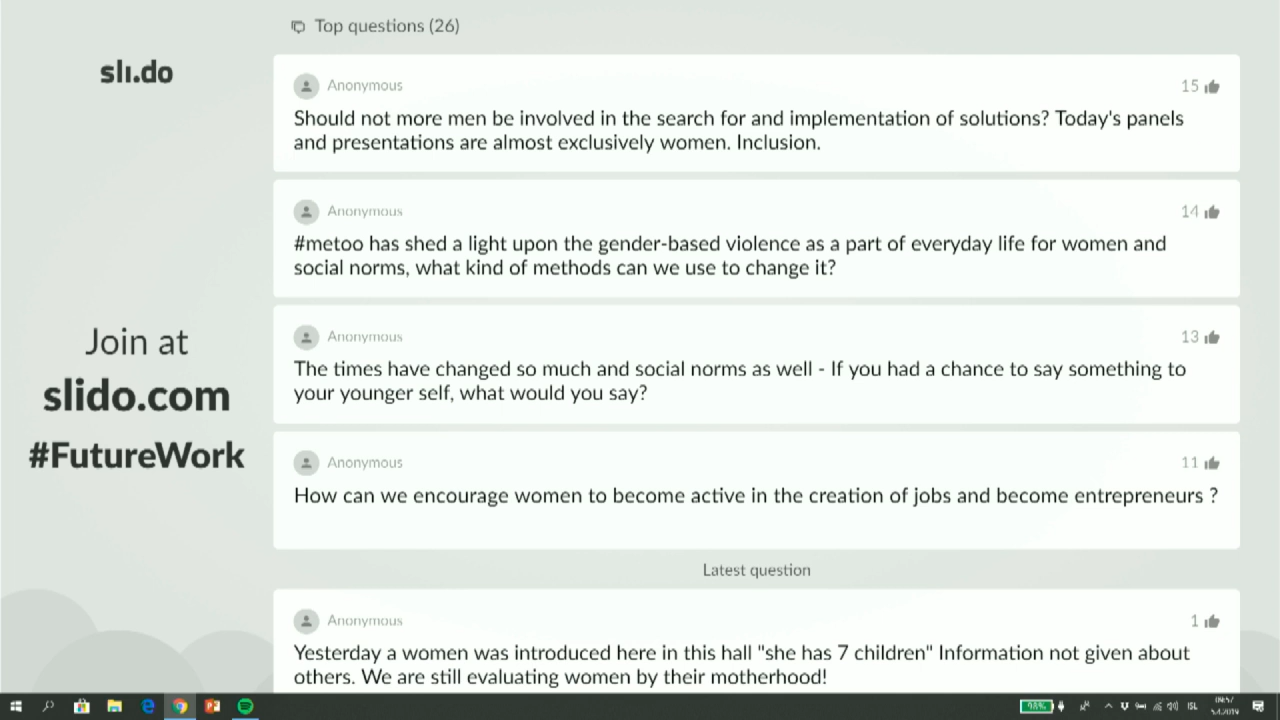 Top questions (26)
sli.do
Anonymous
15
Should not more men be involved in the search for and implementation of solutions? Today's panels
and presentations are almost exclusively women. Inclusion.
Anonymous
14
#metoo has shed a light upon the gender-based violence as a part of everyday life for women and
social norms, what kind of methods can we use to change it?
Anonymous
13
The times have changed so much and social norms as well - If you had a chance to say something to
your younger self, what would you say?
Join at
slido.com
#FutureWork
Anonymous
11
How can we encourage women to become active in the creation of jobs and become entrepreneurs ?
Latest question
Anonymous
1
Yesterday a women was introduced here in this hall "she has 7 children" Information not given about
others. We are still evaluating women by their motherhood!
98%
ISL